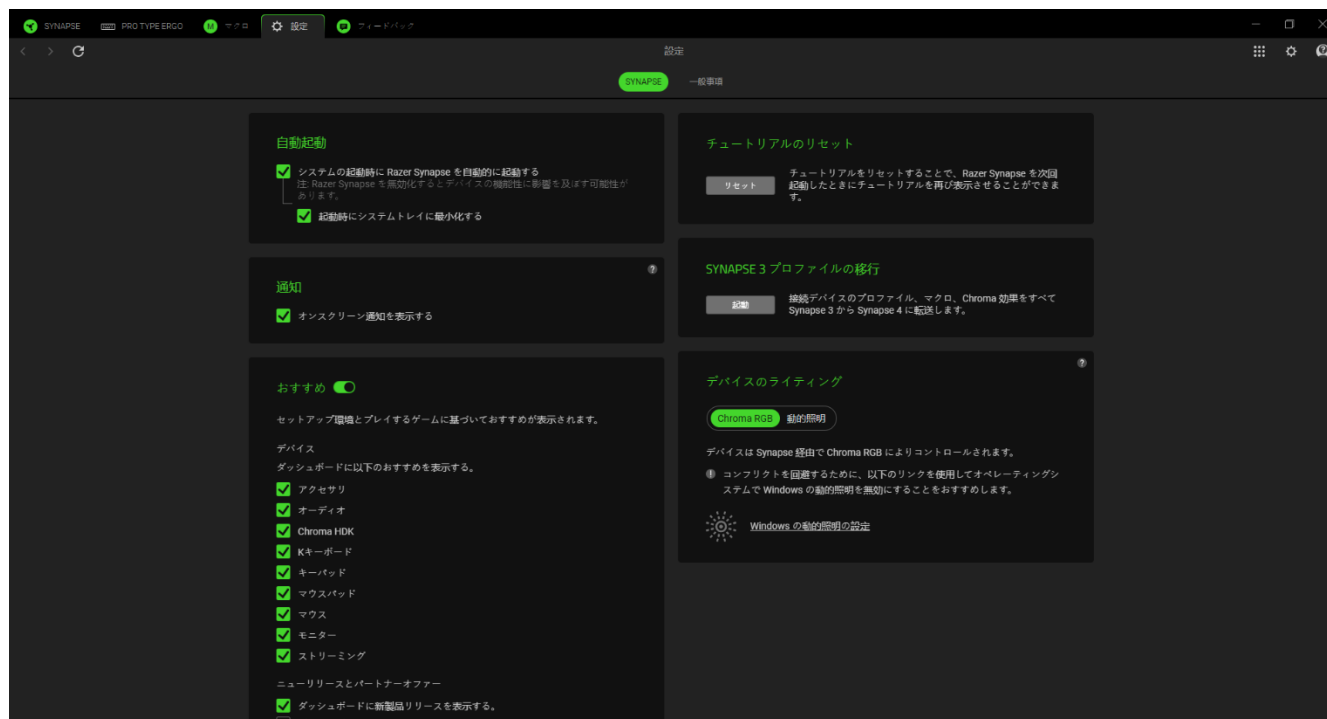 SYNAPSE
PRO TYPE ERGO
マクロ
設定
フィードバック
設定
SYNAPSE
一般事項
自動起動
システムの起動時に Razer Synapse を自動的に起動する
注: Razer Synapse を無効化するとデバイスの機能性に影響を及ぼす可能性が
あります。
起動時にシステムトレイに最小化する
通知
オンスクリーン通知を表示する
おすすめ
セットアップ環境とプレイするゲームに基づいておすすめが表示されます。
デバイス
ダッシュボードに以下のおすすめを表示する。
アクセサリ
オーディオ
Chroma HDK
Kキーボード
キーパッド
マウスパッド
マウス
モニター
ストリーミング
ニューリリースとパートナーオファー
ダッシュボードに新製品リリースを表示する。
チュートリアルのリセット
リセット
チュートリアルをリセットすることで、Razer Synapse を次回
起動したときにチュートリアルを再び表示させることができま
す。
SYNAPSE 3 プロファイルの移行
起動
接続デバイスのプロファイル、マクロ、Chroma 効果をすべて
Synapse 3 から Synapse 4 に転送します。
デバイスのライティング
Chroma RGB
動的照明
デバイスは Synapse 経由で Chroma RGB によりコントロールされます。
コンフリクトを回避するために、以下のリンクを使用してオペレーティングシ
ステムで Windows の動的照明を無効にすることをおすすめします。
Windows の動的照明の設定